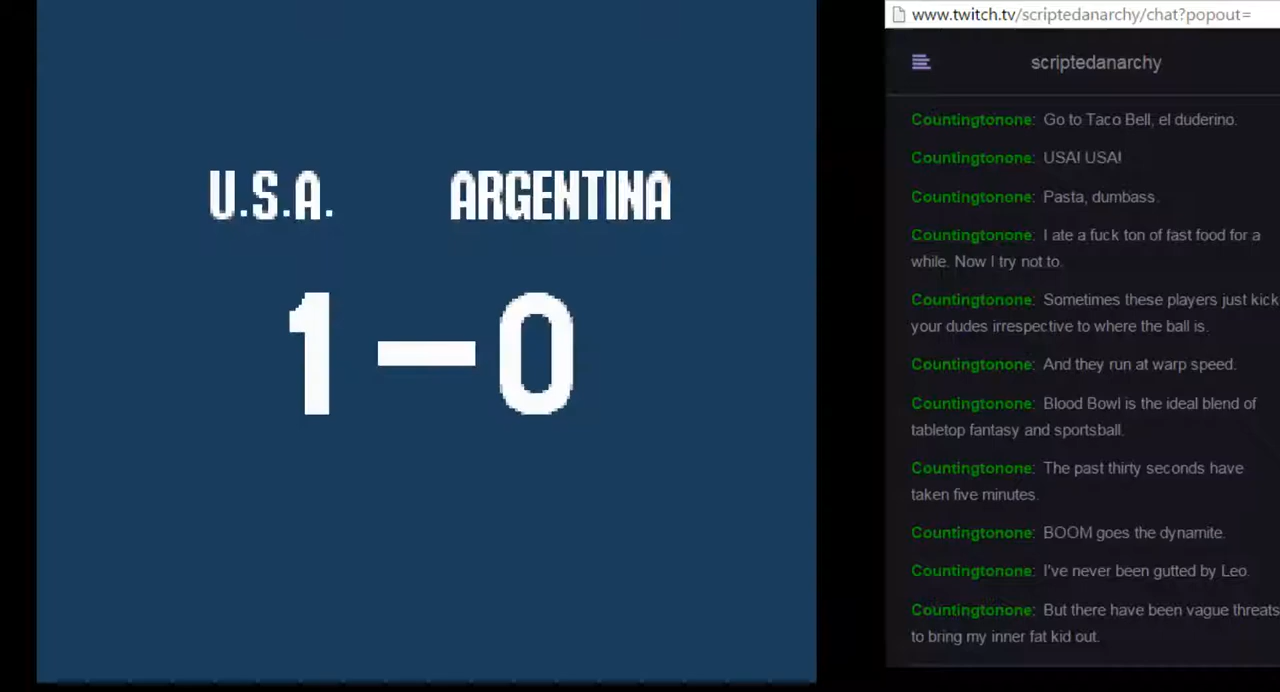 U.S.A. ARGENTINA
1 – 0
www.twitch.tv/scriptedanarchy/chat?popout=
scriptedanarchy
Countingtonone: Go to Taco Bell, el duderino.
Countingtonone: USA! USA!
Countingtonone: Pasta, dumbass.
Countingtonone: I ate a fuck ton of fast food for a
while. Now I try not to.
Countingtonone: Sometimes these players just kick
your dudes irrespective to where the ball is.
Countingtonone: And they run at warp speed.
Countingtonone: Blood Bowl is the ideal blend of
tabletop fantasy and sportsball.
Countingtonone: The past thirty seconds have
taken five minutes.
Countingtonone: BOOM goes the dynamite.
Countingtonone: I've never been gutted by Leo.
Countingtonone: But there have been vague threats
to bring my inner fat kid out.